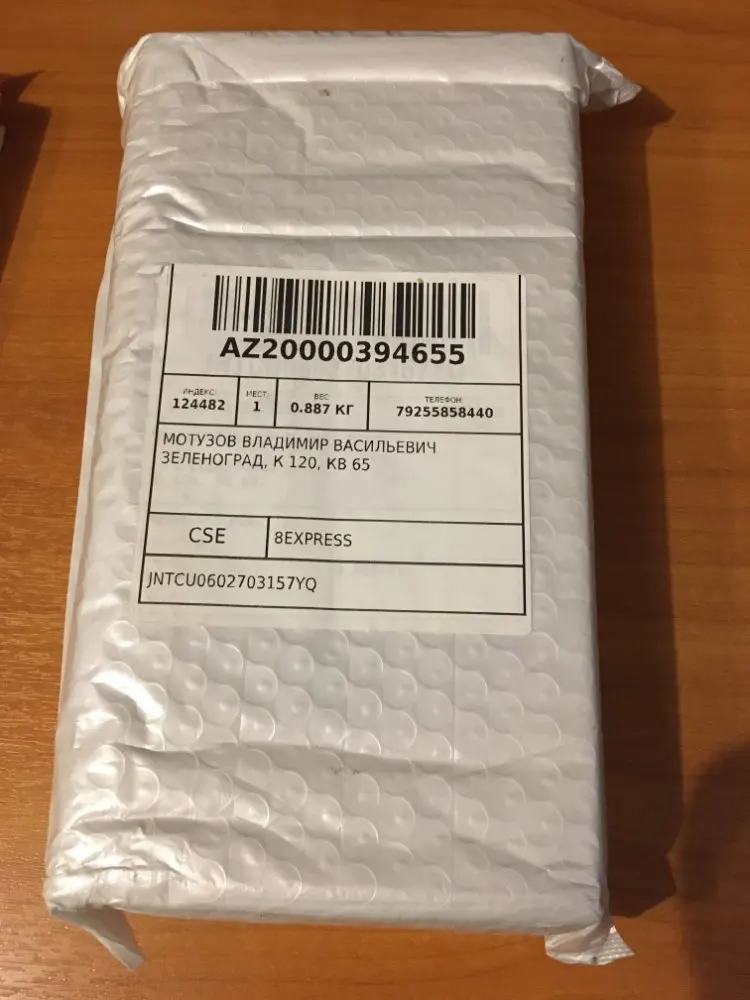 AZ20000394655
ИНДЕКС: МЕСТ: ВЕС: ТЕЛЕФОН:
124482 1 0.887 КГ 79255858440
МОТУЗОВ ВЛАДИМИР ВАСИЛЬЕВИЧ
ЗЕЛЕНОГРАД, К 120, КВ 65
CSE 8EXPRESS
JNTCU0602703157YQ